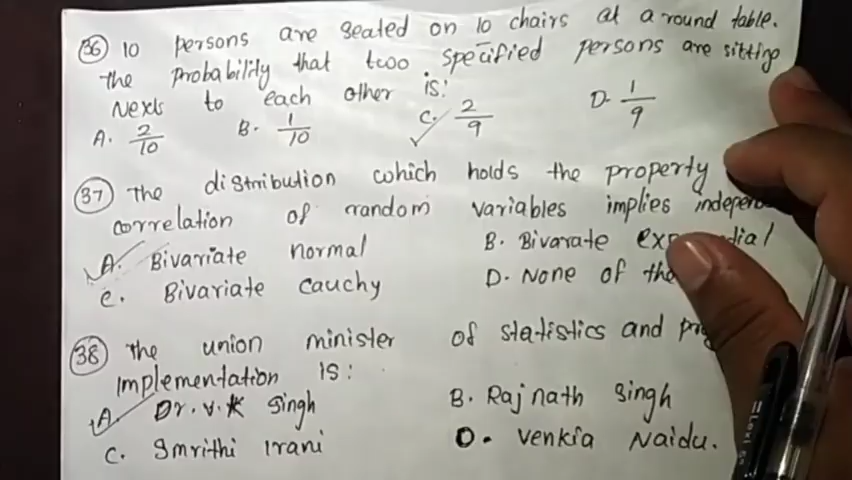 36 10 persons are seated on 10 chairs at a round table.
the probability that two specified persons are sitting
Nexts to each other is:
A. 2/10 B. 1/10 C. 2/9 D. 1/9
37 The distribution which holds the property
correlation of random variables implies
A. Bivariate normal B. Bivarate
C. Bivariate cauchy D. None of
38 The union minister of statistics and
Implementation is:
A. Dr. V. K Singh B. Rajnath Singh
C. Smrithi Irani D. Venkia Naidu.